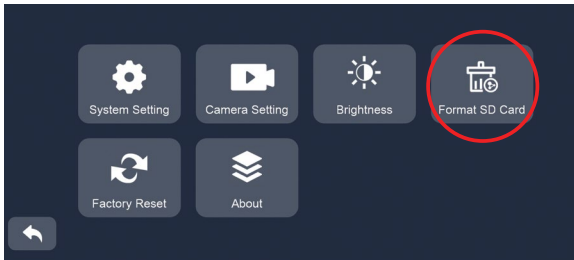 System Setting
Camera Setting
Brightness
Format SD Card
Factory Reset
About